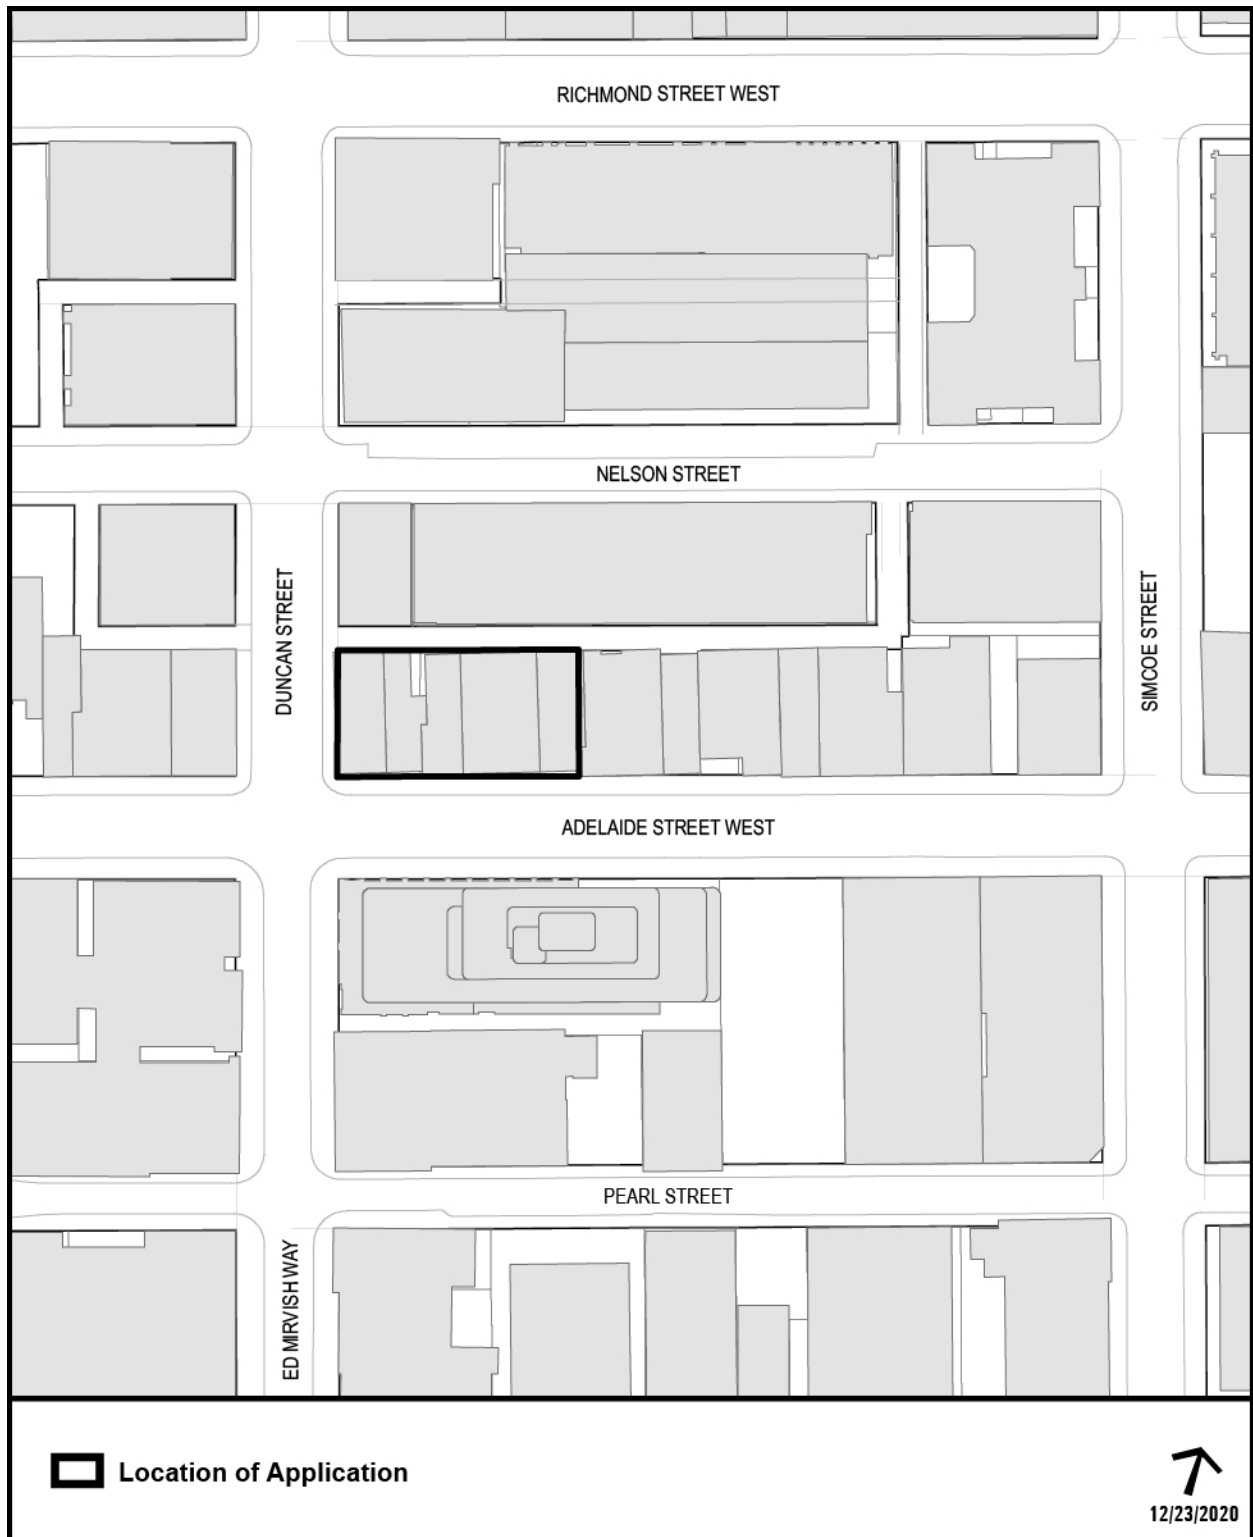 RICHMOND STREET WEST
NELSON STREET
DUNCAN STREET
SIMCOE STREET
ADELAIDE STREET WEST
PEARL STREET
ED MIRVISH WAY
Location of Application
12/23/2020